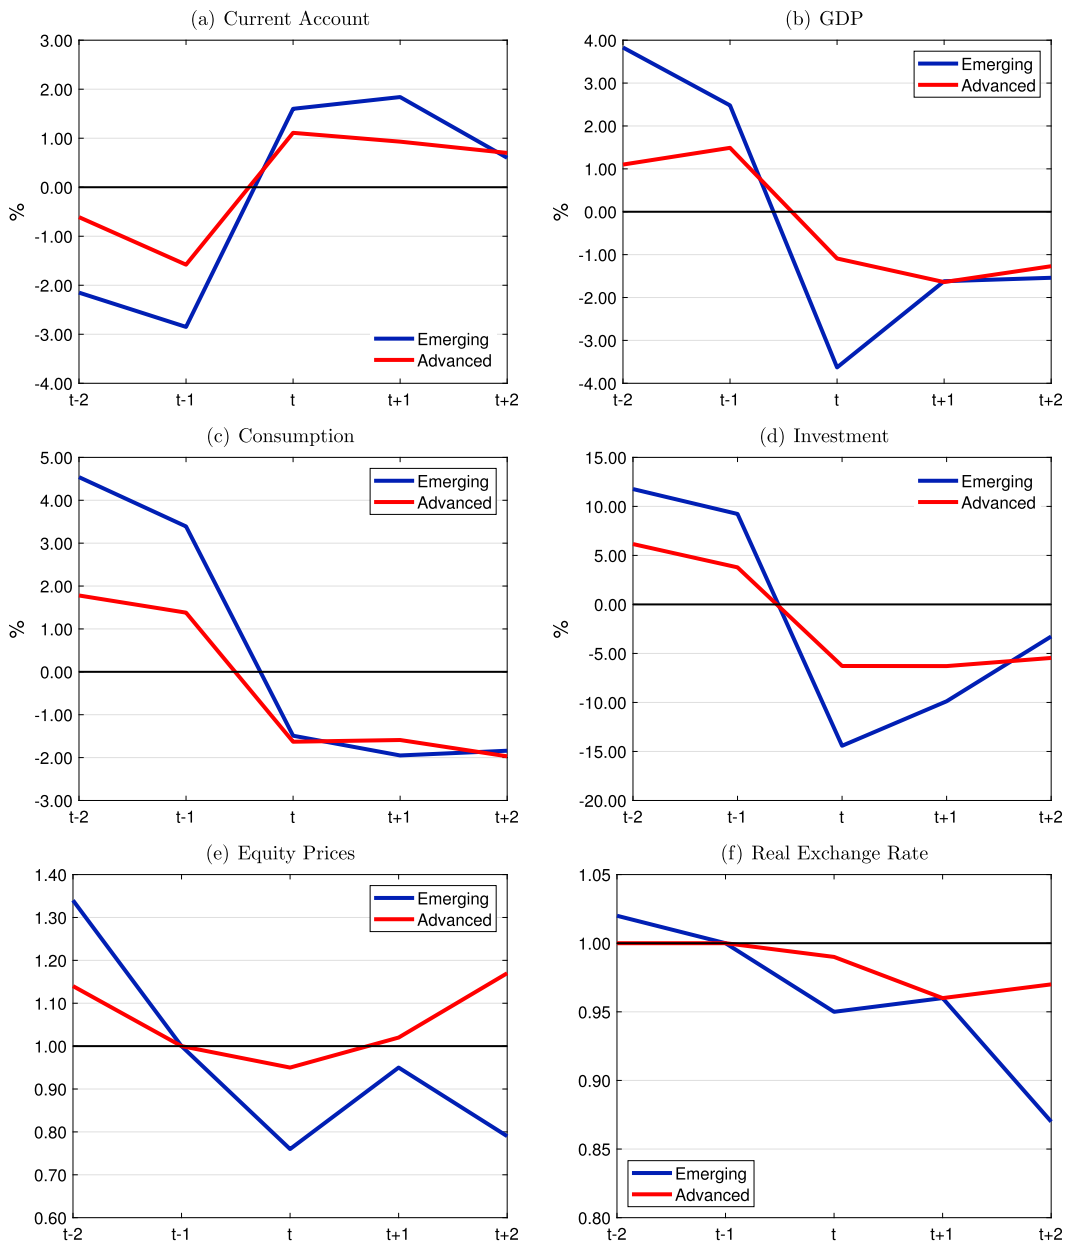 (a) Current Account
3.00
2.00
1.00
0.00
-1.00
-2.00
-3.00
-4.00
%
Emerging
Advanced
t-2 t-1 t t+1 t+2
(b) GDP
4.00
3.00
2.00
1.00
0.00
-1.00
-2.00
-3.00
-4.00
%
Emerging
Advanced
t-2 t-1 t t+1 t+2
(c) Consumption
5.00
4.00
3.00
2.00
1.00
0.00
-1.00
-2.00
-3.00
%
Emerging
Advanced
t-2 t-1 t t+1 t+2
(d) Investment
15.00
10.00
5.00
0.00
-5.00
-10.00
-15.00
-20.00
%
Emerging
Advanced
t-2 t-1 t t+1 t+2
(e) Equity Prices
1.40
1.30
1.20
1.10
1.00
0.90
0.80
0.70
0.60
Emerging
Advanced
t-2 t-1 t t+1 t+2
(f) Real Exchange Rate
1.05
1.00
0.95
0.90
0.85
0.80
Emerging
Advanced
t-2 t-1 t t+1 t+2